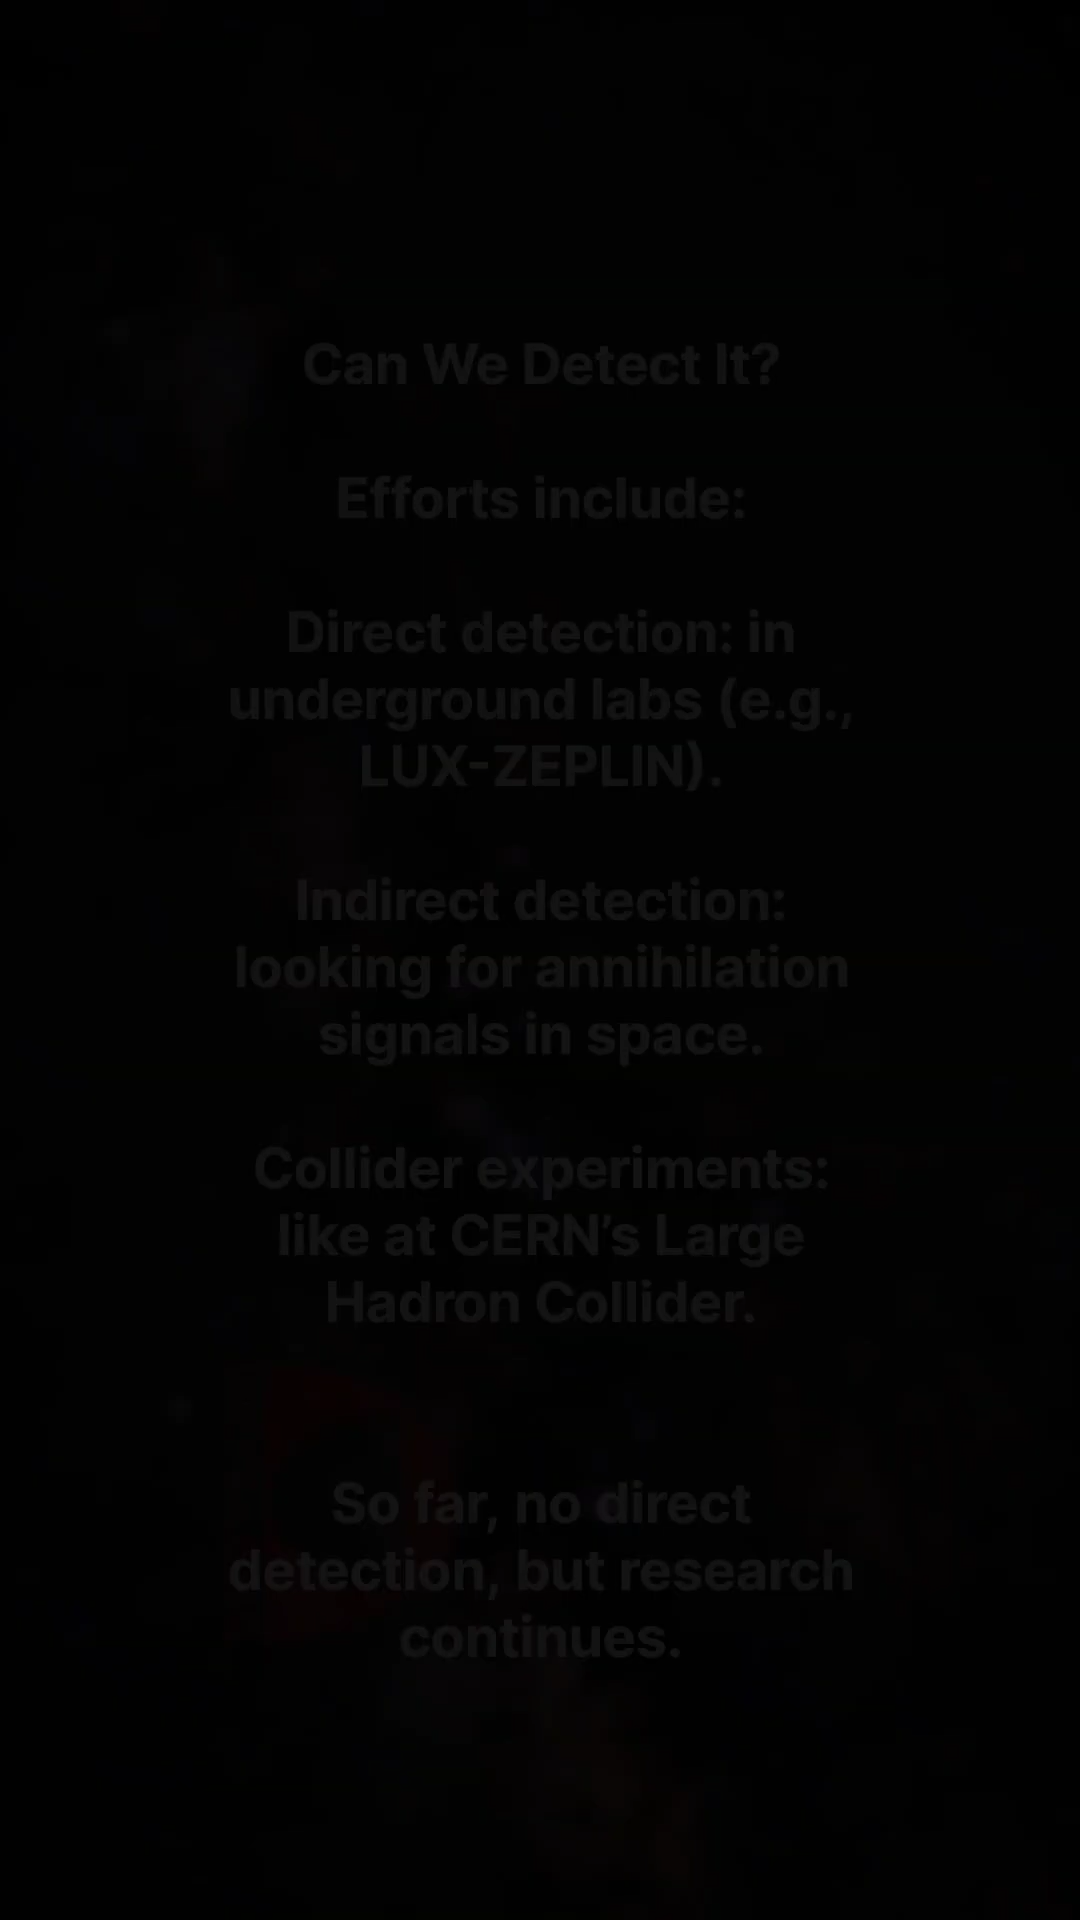 Can We Detect It?
Efforts include:
Direct detection: in
underground labs (e.g.,
LUX-ZEPLIN).
Indirect detection:
looking for annihilation
signals in space.
Collider experiments:
like at CERN’s Large
Hadron Collider.
So far, no direct
detection, but research
continues.